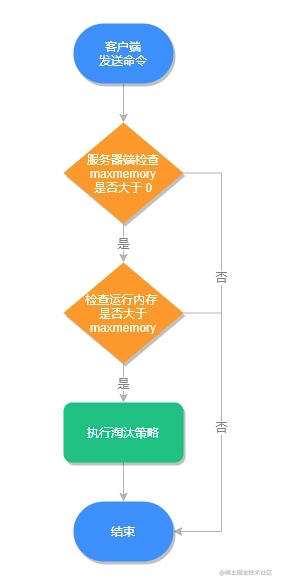 客户端
发送命令
服务器端检查
maxmemory
是否大于 0
是
否
检查运行内存
是否大于
maxmemory
是
否
执行淘汰策略
结束
@稀土掘金技术社区